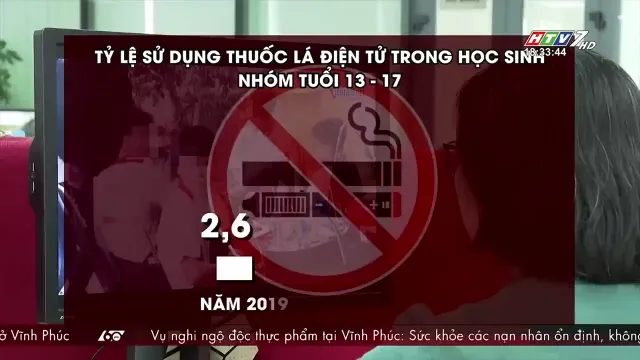 HTV7HD
18:33:44
TỶ LỆ SỬ DỤNG THUỐC LÁ ĐIỆN TỬ TRONG HỌC SINH
NHÓM TUỔI 13 - 17
2,6
NĂM 2019
ở Vĩnh Phúc
60
Vụ nghi ngộ độc thực phẩm tại Vĩnh Phúc: Sức khỏe các nạn nhân ổn định, không